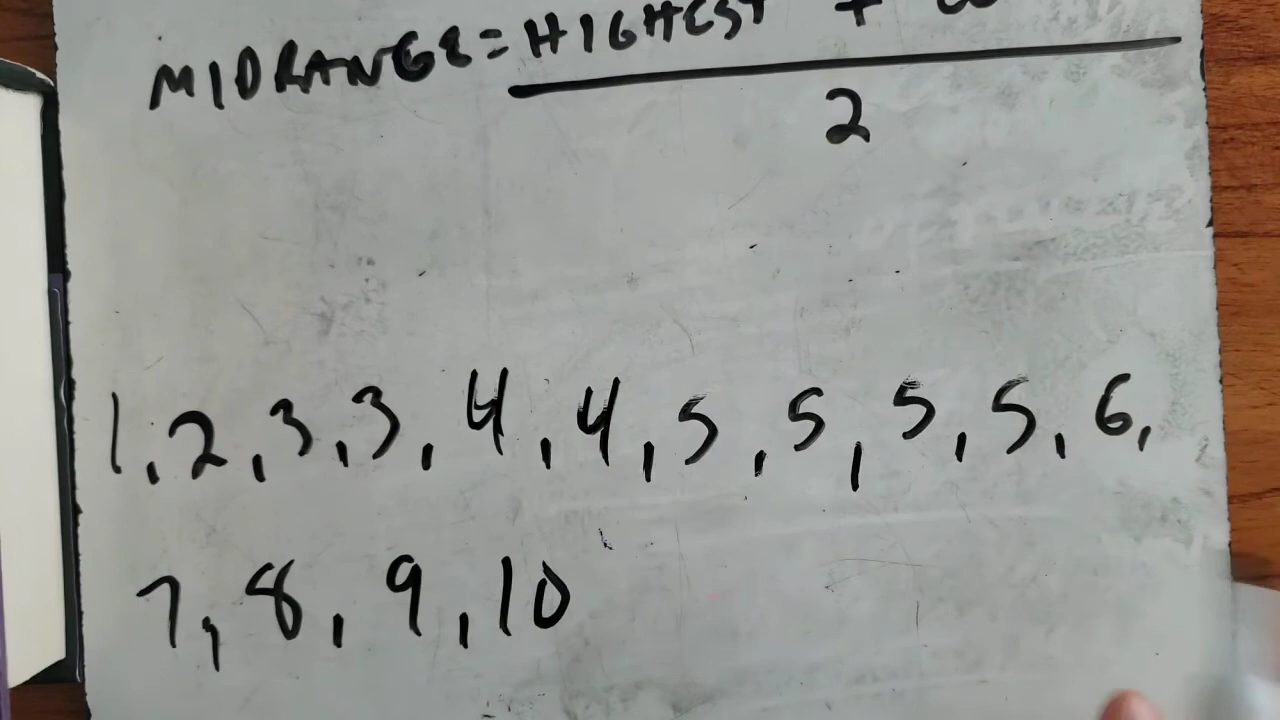 MIDRANGE = HIGHEST +
2
1, 2, 3, 3, 4, 4, 5, 5, 5, 5, 6,
7, 8, 9, 10